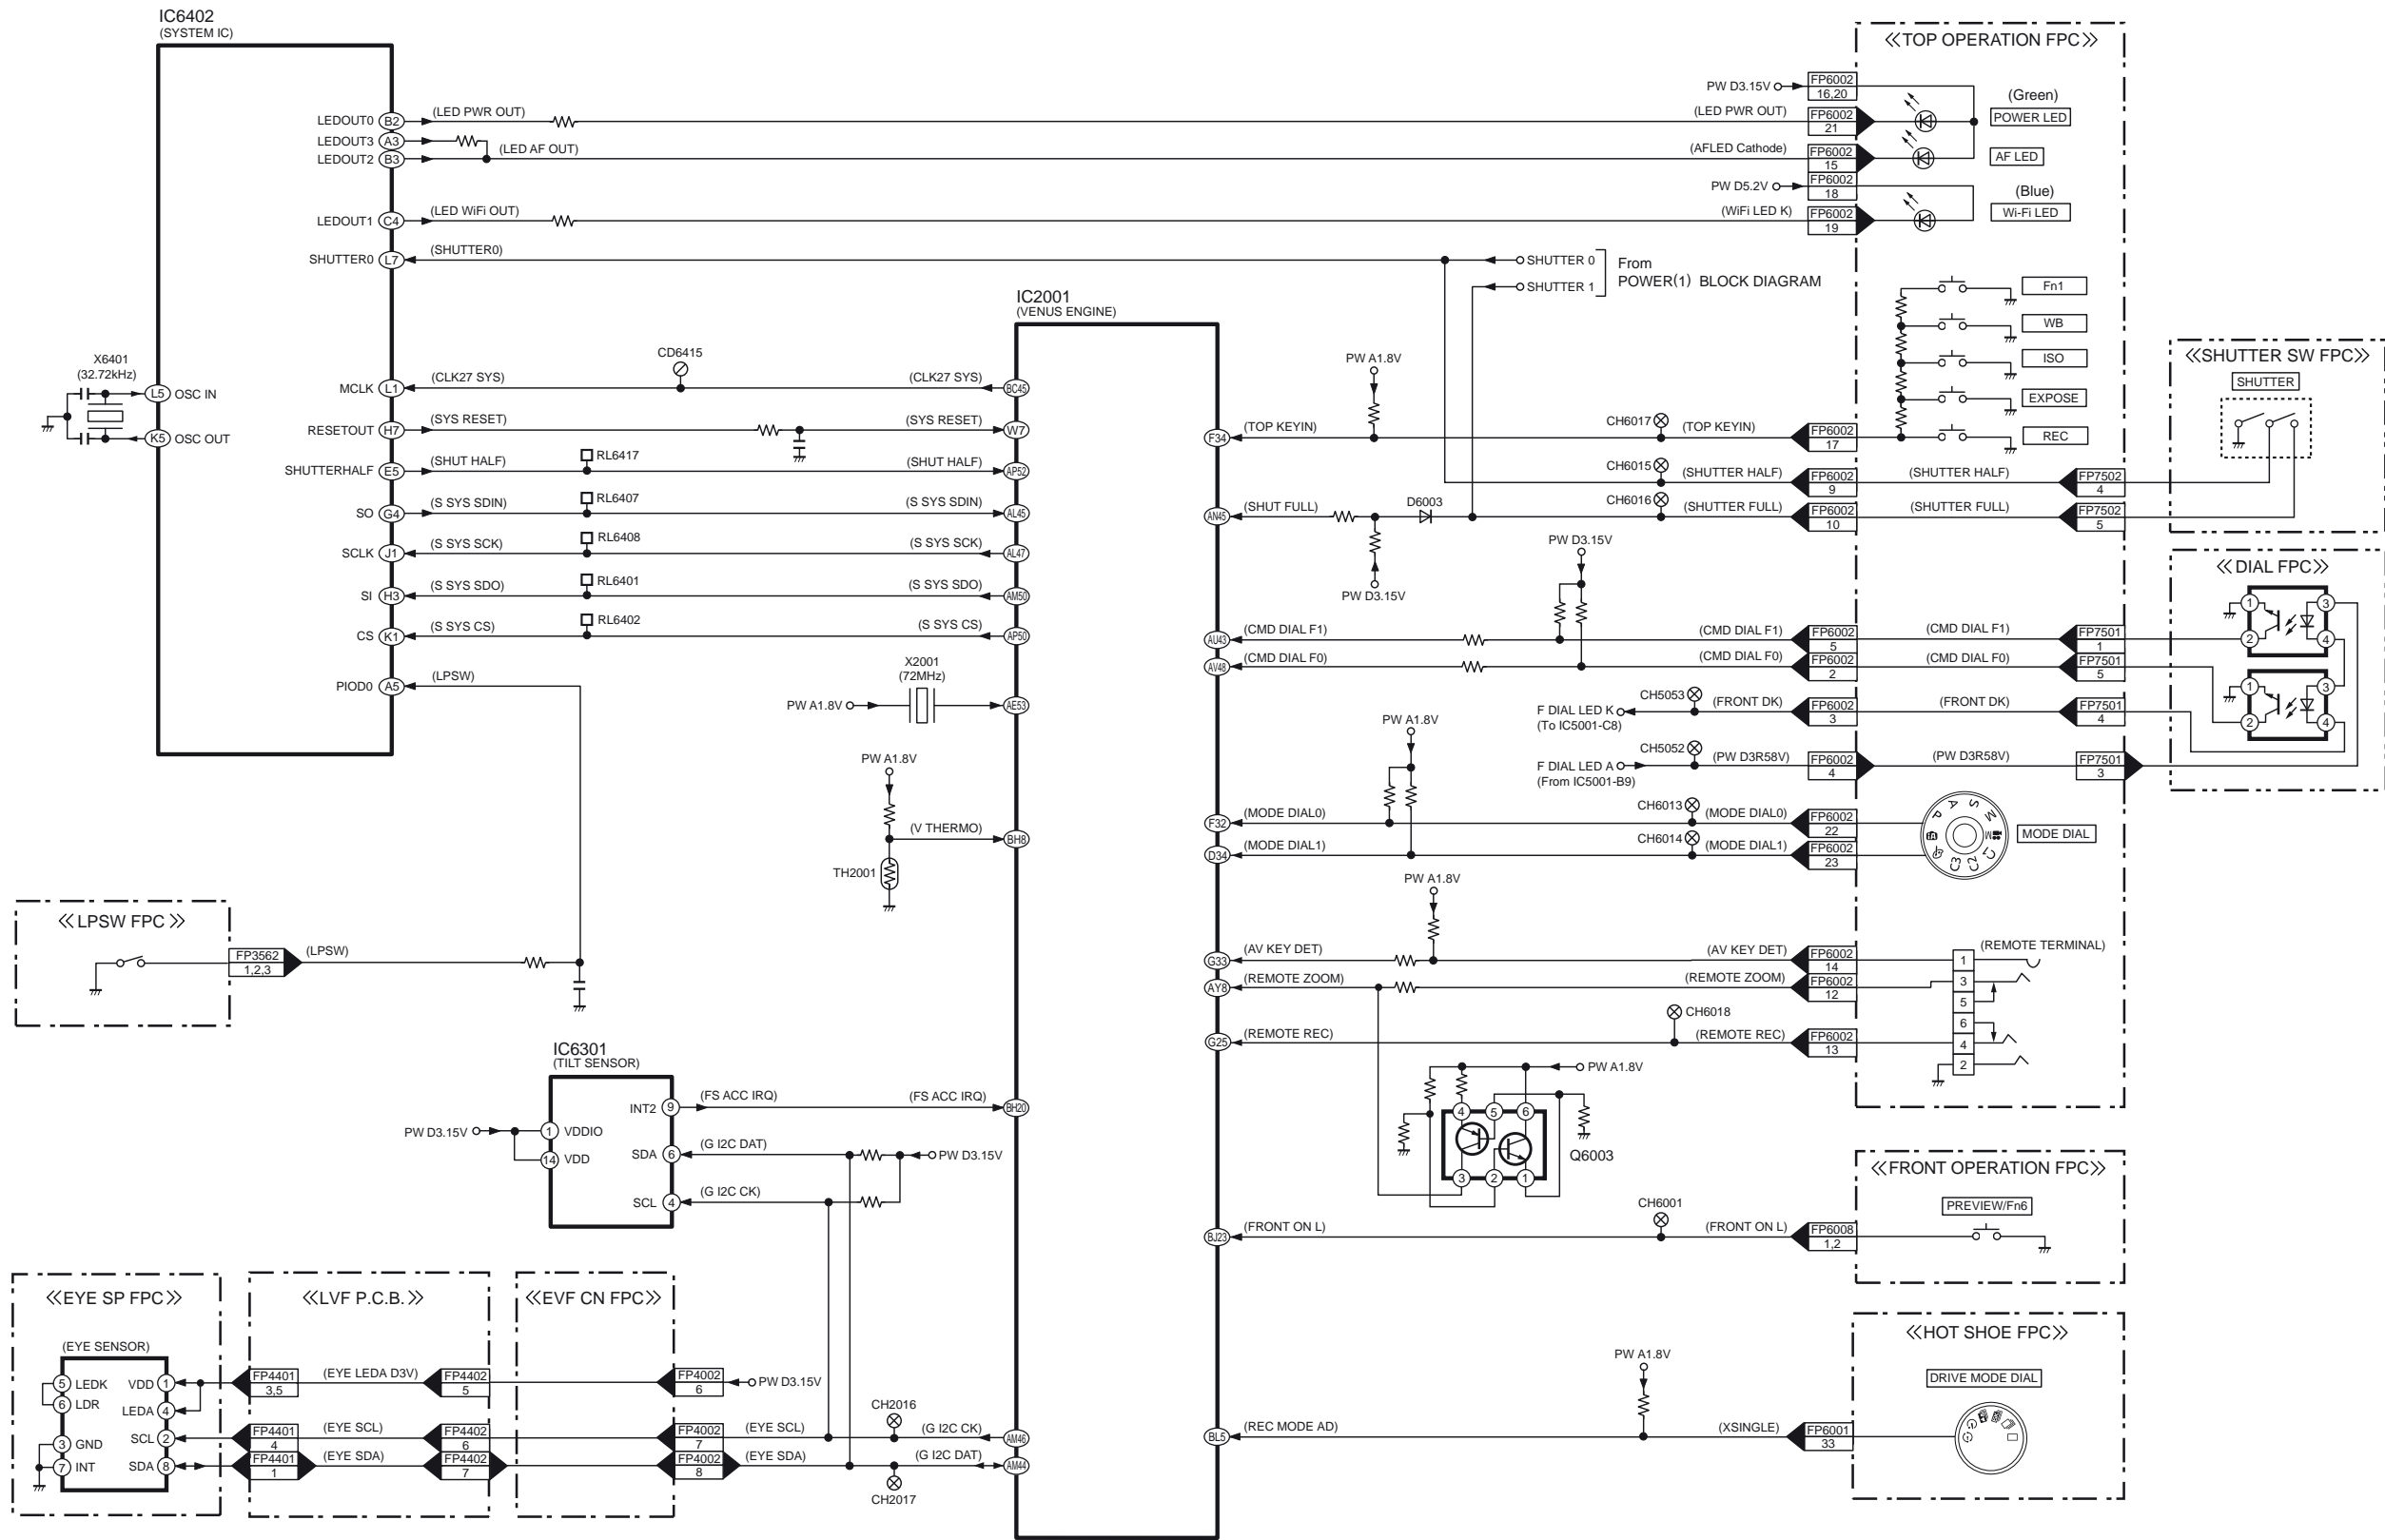 IC6402
(SYSTEM IC)
LEDOUT0 B2 (LED PWR OUT)
LEDOUT3 A3
LEDOUT2 B3 (LED AF OUT)
LEDOUT1 C4 (LED WiFi OUT)
SHUTTER0 L7 (SHUTTER0)
X6401
(32.72kHz)
L5 OSC IN
K5 OSC OUT
MCLK L1 (CLK27 SYS) CD6415 (CLK27 SYS) BC45
RESETOUT H7 (SYS RESET) (SYS RESET) W7
SHUTTERHALF E5 (SHUT HALF) RL6417 (SHUT HALF) AP52
SO G4 (S SYS SDIN) RL6407 (S SYS SDIN) AL45
SCLK J1 (S SYS SCK) RL6408 (S SYS SCK) AL47
SI H3 (S SYS SDO) RL6401 (S SYS SDO) AM50
CS K1 (S SYS CS) RL6402 (S SYS CS) AP50
PIOD0 A5 (LPSW)
X2001
(72MHz)
PW A1.8V AE53
PW A1.8V
(V THERMO) BH8
TH2001
IC2001
(VENUS ENGINE)
《LPSW FPC》
FP3562
1,2,3
(LPSW)
IC6301
(TILT SENSOR)
INT2 9 (FS ACC IRQ) (FS ACC IRQ) BH20
PW D3.15V 1 VDDIO
14 VDD
SDA 6 (G I2C DAT) PW D3.15V
SCL 4 (G I2C CK)
《EYE SP FPC》
(EYE SENSOR)
5 LEDK VDD 1
6 LDR LEDA 4
3 GND SCL 2
7 INT SDA 8
《LVF P.C.B.》
FP4401
3,5
(EYE LEDA D3V)
FP4402
5
FP4401
4
(EYE SCL)
FP4402
6
FP4401
1
(EYE SDA)
FP4402
7
《EVF CN FPC》
FP4002
6
PW D3.15V
FP4002
7
(EYE SCL) CH2016 (G I2C CK) AM46
FP4002
8
(EYE SDA) CH2017 (G I2C DAT) AM44
《TOP OPERATION FPC》
PW D3.15V
FP6002
16,20
(Green)
POWER LED
(LED PWR OUT)
FP6002
21
(AFLED Cathode)
FP6002
15
AF LED
PW D5.2V
FP6002
18
(Blue)
Wi-Fi LED
(WiFi LED K)
FP6002
19
SHUTTER 0
SHUTTER 1
From
POWER(1) BLOCK DIAGRAM
Fn1
WB
ISO
EXPOSE
REC
PW A1.8V
F34 (TOP KEYIN) CH6017 (TOP KEYIN)
FP6002
17
CH6015 (SHUTTER HALF)
FP6002
9
(SHUTTER HALF)
FP7502
4
AN45 (SHUT FULL) D6003 CH6016 (SHUTTER FULL)
FP6002
10
(SHUTTER FULL)
FP7502
5
PW D3.15V
《SHUTTER SW FPC》
SHUTTER
PW D3.15V
AU43 (CMD DIAL F1) (CMD DIAL F1)
FP6002
5
(CMD DIAL F1)
FP7501
1
AV48 (CMD DIAL F0) (CMD DIAL F0)
FP6002
2
(CMD DIAL F0)
FP7501
5
F DIAL LED K
(To IC5001-C8)
CH5053 (FRONT DK)
FP6002
3
(FRONT DK)
FP7501
4
F DIAL LED A
(From IC5001-B9)
CH5052 (PW D3R58V)
FP6002
4
(PW D3R58V)
FP7501
3
《DIAL FPC》
1 3
2 4
1 3
2 4
PW A1.8V
F32 (MODE DIAL0) CH6013 (MODE DIAL0)
FP6002
22
D34 (MODE DIAL1) CH6014 (MODE DIAL1)
FP6002
23
P A S M M C1 C2 C3
MODE DIAL
PW A1.8V
G33 (AV KEY DET) (AV KEY DET)
FP6002
14
AY8 (REMOTE ZOOM) (REMOTE ZOOM)
FP6002
12
G25 (REMOTE REC) CH6018 (REMOTE REC)
FP6002
13
(REMOTE TERMINAL)
1
3
5
6
4
2
PW A1.8V
4 5 6
3 2 1
Q6003
《FRONT OPERATION FPC》
PREVIEW/Fn6
BJ23 (FRONT ON L) CH6001 (FRONT ON L)
FP6008
1,2
《HOT SHOE FPC》
DRIVE MODE DIAL
PW A1.8V
BL5 (REC MODE AD) (XSINGLE)
FP6001
33